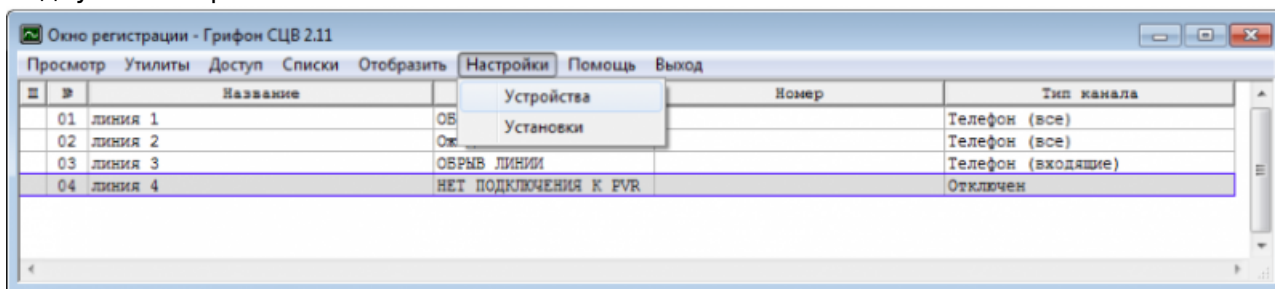 Окно регистрации - Грифон СЦВ 2.11
Просмотр Утилиты Доступ Списки Отобразить Настройки Помощь Выход
Название Номер Тип канала
Устройства
Установки
01 линия 1 ОБ Телефон (все)
02 линия 2 Ож Телефон (все)
03 линия 3 ОБРЫВ ЛИНИИ Телефон (входящие)
04 линия 4 НЕТ ПОДКЛЮЧЕНИЯ К PVR Отключен